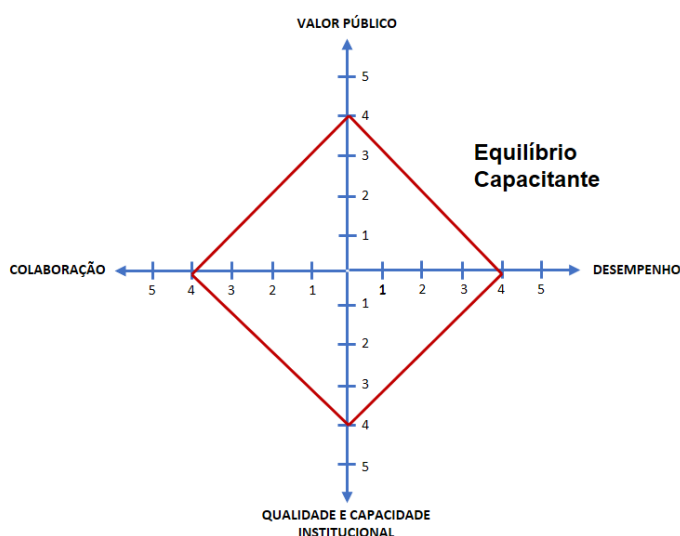 VALOR PÚBLICO
5
4
3
2
1
Equilíbrio
Capacitante
COLABORAÇÃO
DESEMPENHO
5 4 3 2 1 1 2 3 4 5
1
2
3
4
5
QUALIDADE E CAPACIDADE
INSTITUCIONAL